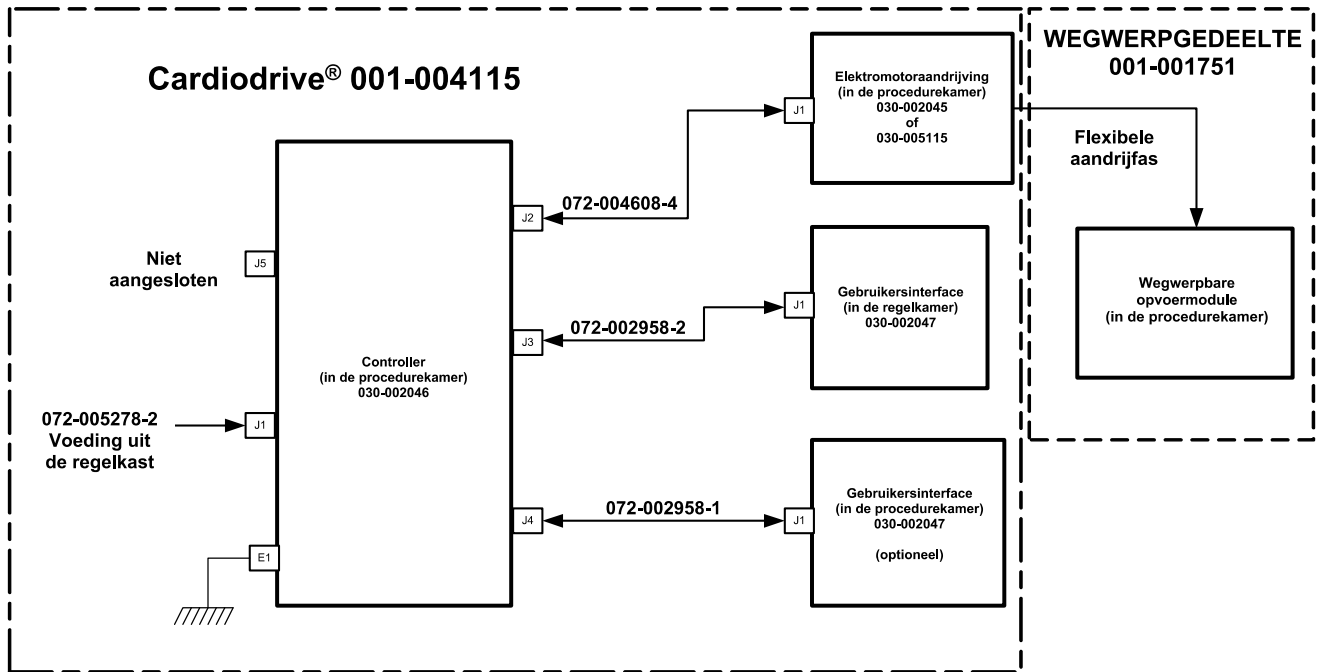 Cardiodrive® 001-004115
WEGWERPGEDEELTE
001-001751
Elektromotoraandrijving
(in de procedurekamer)
030-002045
of
030-005115
J1
Flexibele
aandrijfas
072-004608-4
J2
Niet
aangesloten
J5
Gebruikersinterface
(in de regelkamer)
030-002047
J1
Wegwerpbare
opvoermodule
(in de procedurekamer)
072-002958-2
J3
Controller
(in de procedurekamer)
030-002046
072-005278-2
Voeding uit
de regelkast
J1
J4
072-002958-1
J1
Gebruikersinterface
(in de procedurekamer)
030-002047
(optioneel)
E1